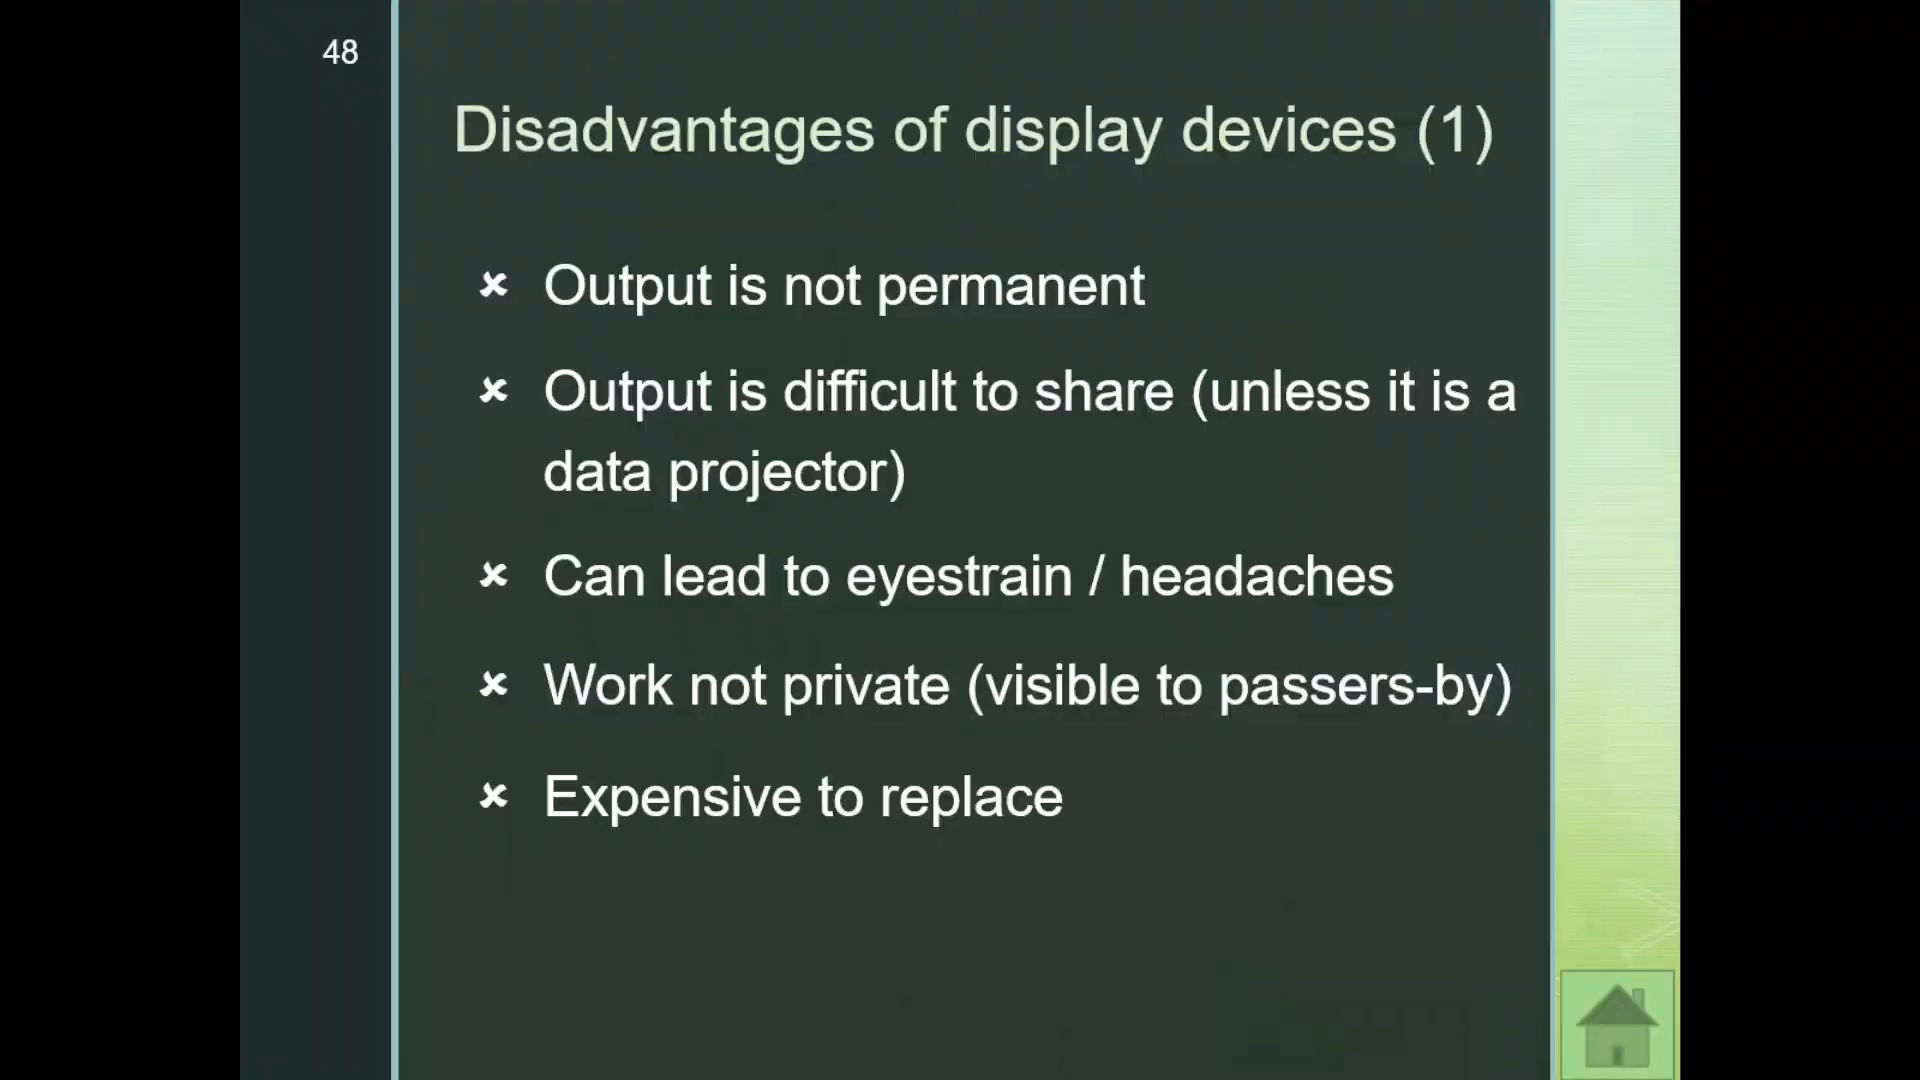 48
Disadvantages of display devices (1)
× Output is not permanent
× Output is difficult to share (unless it is a
data projector)
× Can lead to eyestrain / headaches
× Work not private (visible to passers-by)
× Expensive to replace